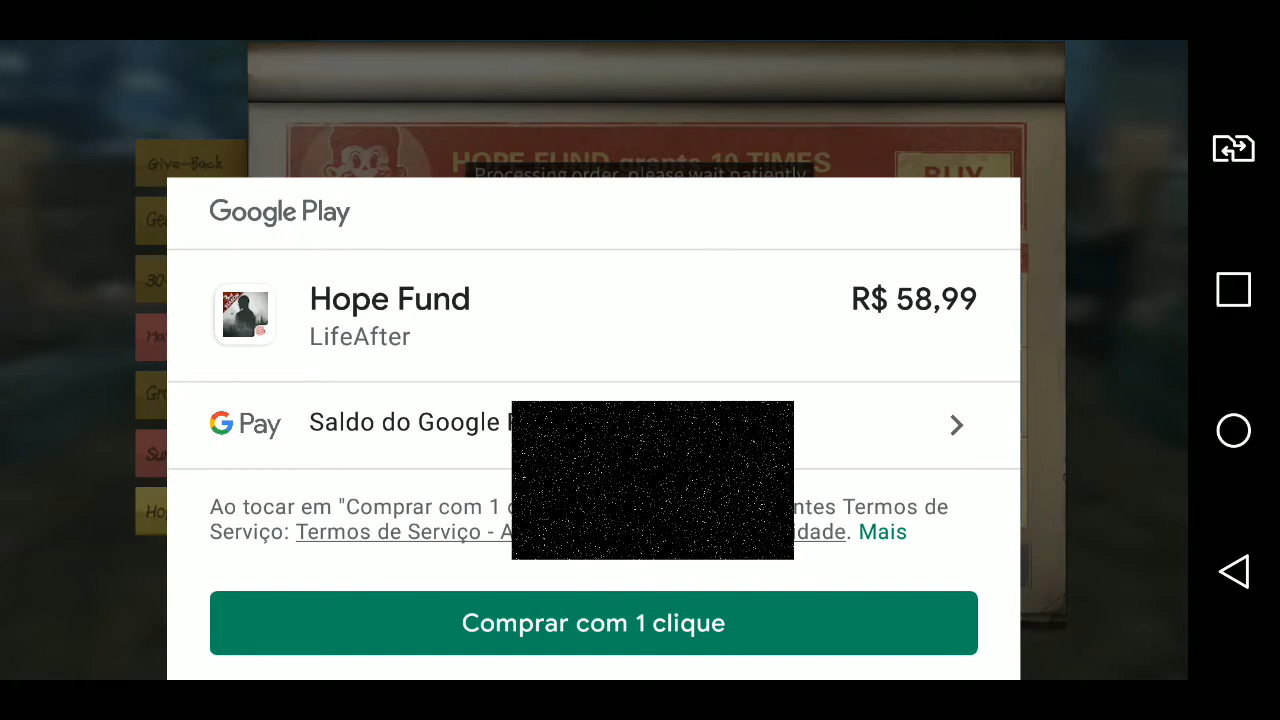 Give-Back
HOPE FUND grants 10 TIMES
BUY
Processing order, please wait patiently
Google Play
Hope Fund
R$ 58,99
LifeAfter
G Pay
Saldo do Google
Ao tocar em "Comprar com 1
Termos de
Serviço: Termos de Serviço -
. Mais
Comprar com 1 clique